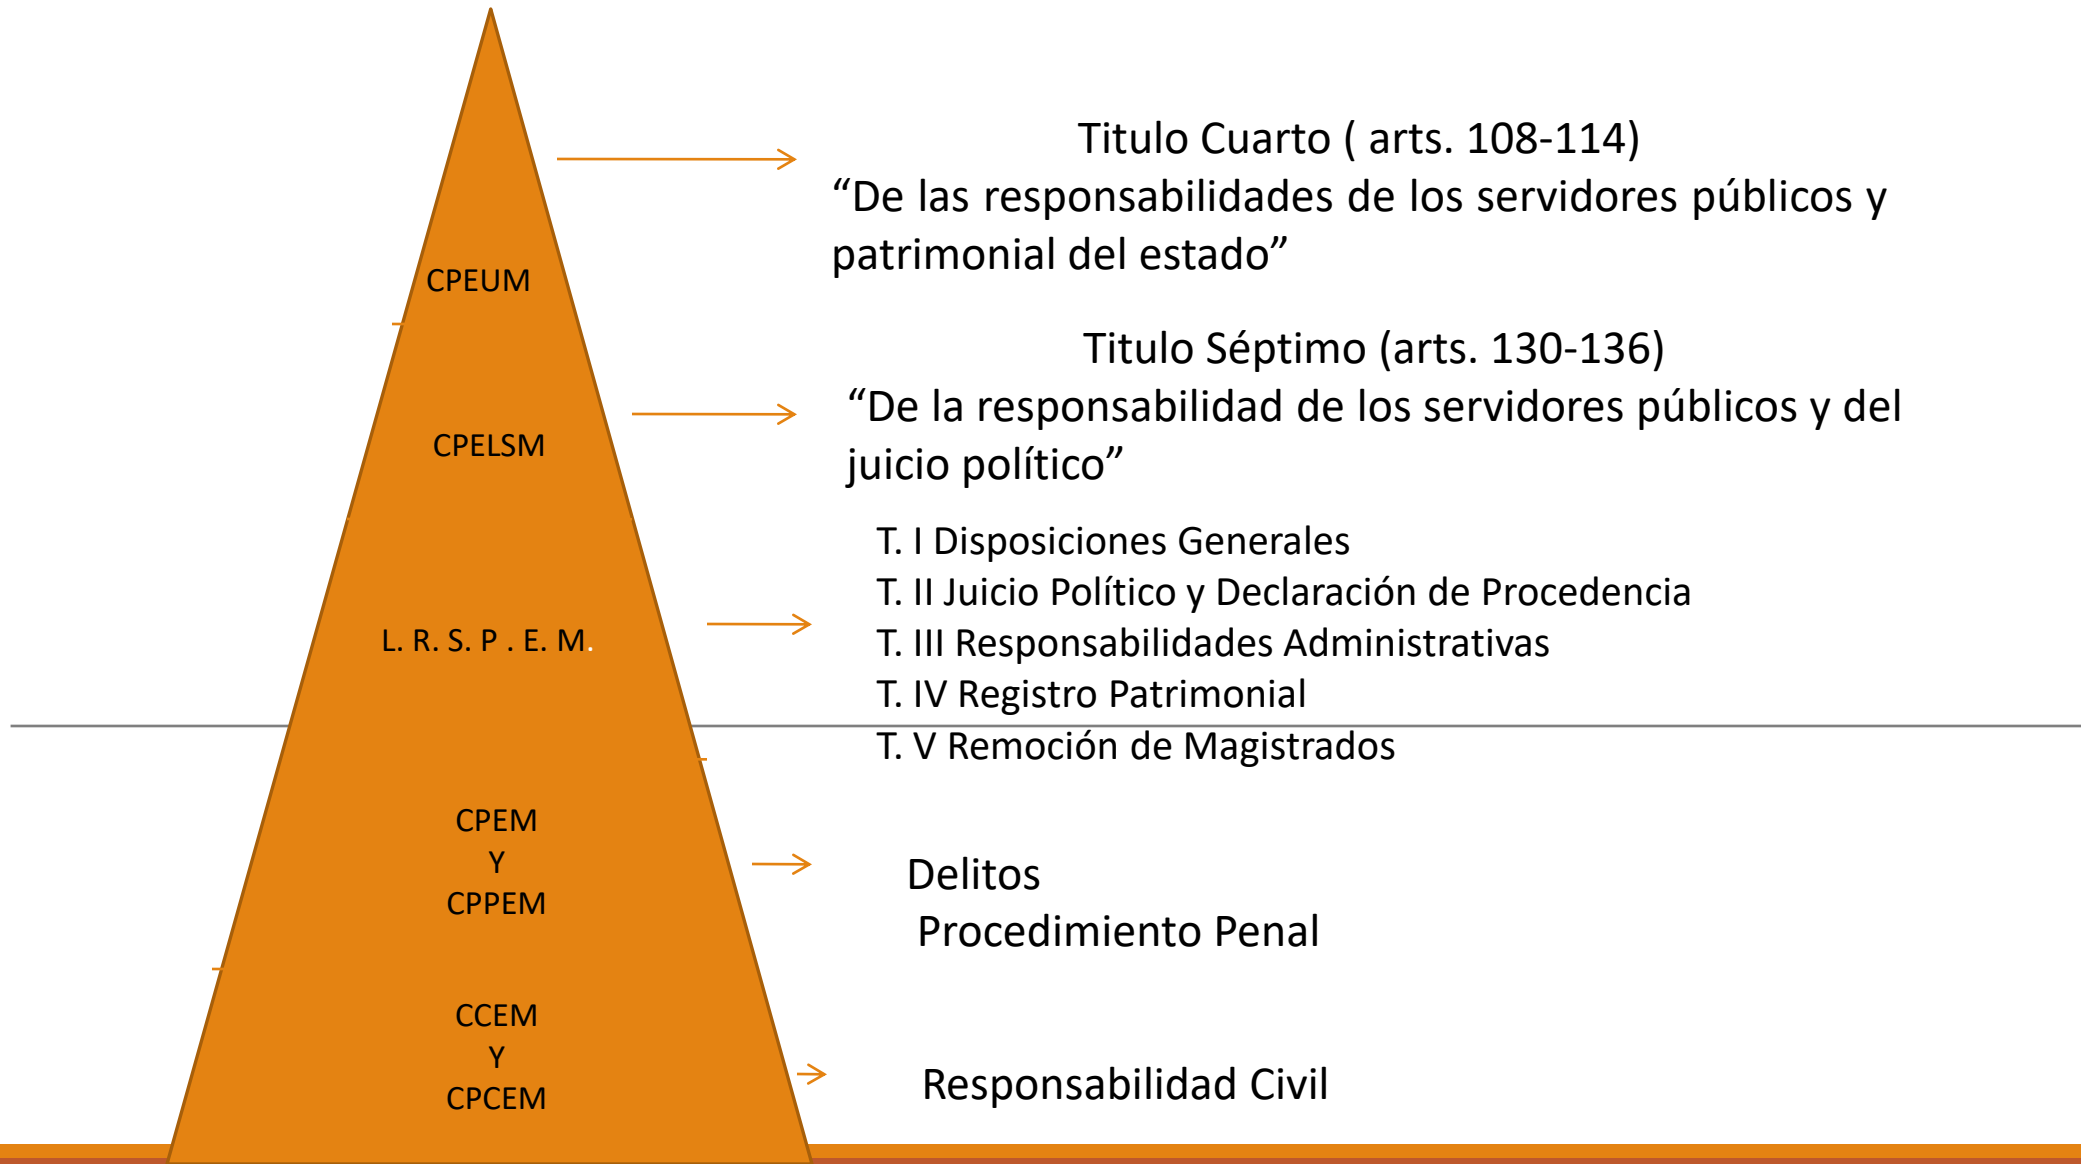 Titulo Cuarto ( arts. 108-114)
“De las responsabilidades de los servidores públicos y
patrimonial del estado”
CPEUM
Titulo Séptimo (arts. 130-136)
“De la responsabilidad de los servidores públicos y del
juicio político”
CPELSM
T. I Disposiciones Generales
T. II Juicio Político y Declaración de Procedencia
T. III Responsabilidades Administrativas
T. IV Registro Patrimonial
T. V Remoción de Magistrados
L. R. S. P . E. M.
CPEM
Y
CPPEM
Delitos
Procedimiento Penal
CCEM
Y
CPCEM
Responsabilidad Civil